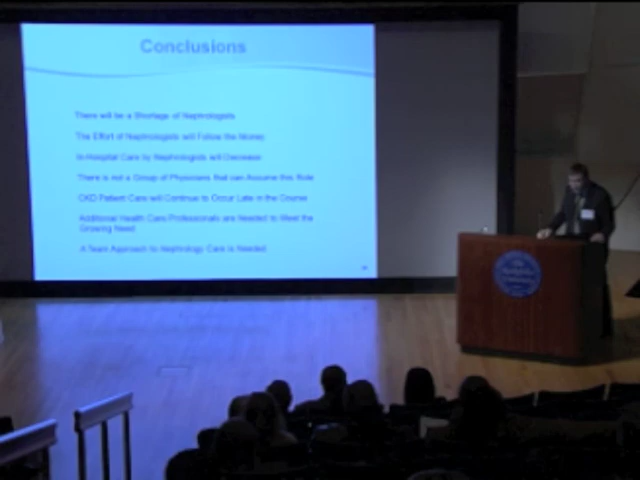 Conclusions
There will be a Shortage of Nephrologists
The Effort of Nephrologists will Follow the Money
In-Hospital Care by Nephrologists will Decrease
There is not a Group of Physicians that can Assume this Role
CKD Patient Care will Continue to Occur Late in the Course
Additional Health Care Professionals are Needed to Meet the
Growing Need
A Team Approach to Nephrology Care is Needed